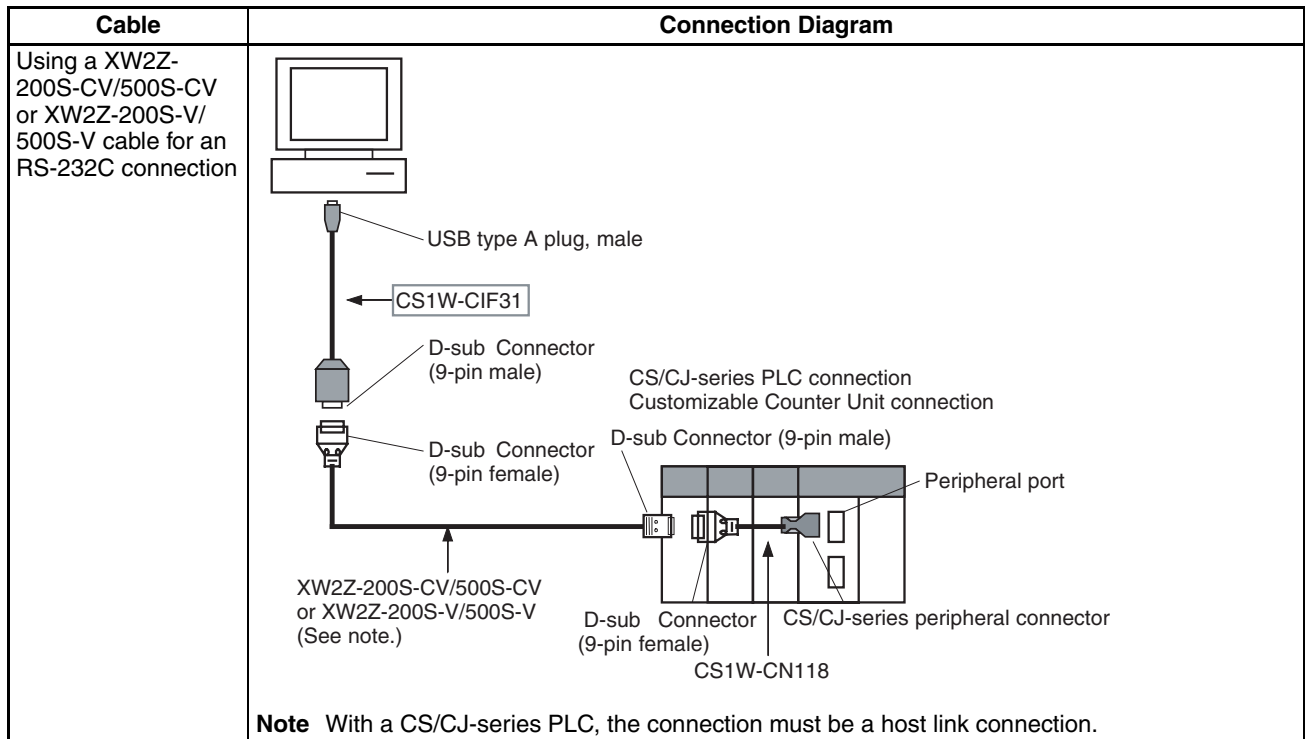 Cable
Connection Diagram
Using a XW2Z-
200S-CV/500S-CV
or XW2Z-200S-V/
500S-V cable for an
RS-232C connection
USB type A plug, male
CS1W-CIF31
D-sub Connector
(9-pin male)
CS/CJ-series PLC connection
Customizable Counter Unit connection
D-sub Connector
(9-pin female)
D-sub Connector (9-pin male)
Peripheral port
XW2Z-200S-CV/500S-CV
or XW2Z-200S-V/500S-V
(See note.)
D-sub Connector
(9-pin female)
CS/CJ-series peripheral connector
CS1W-CN118
Note With a CS/CJ-series PLC, the connection must be a host link connection.